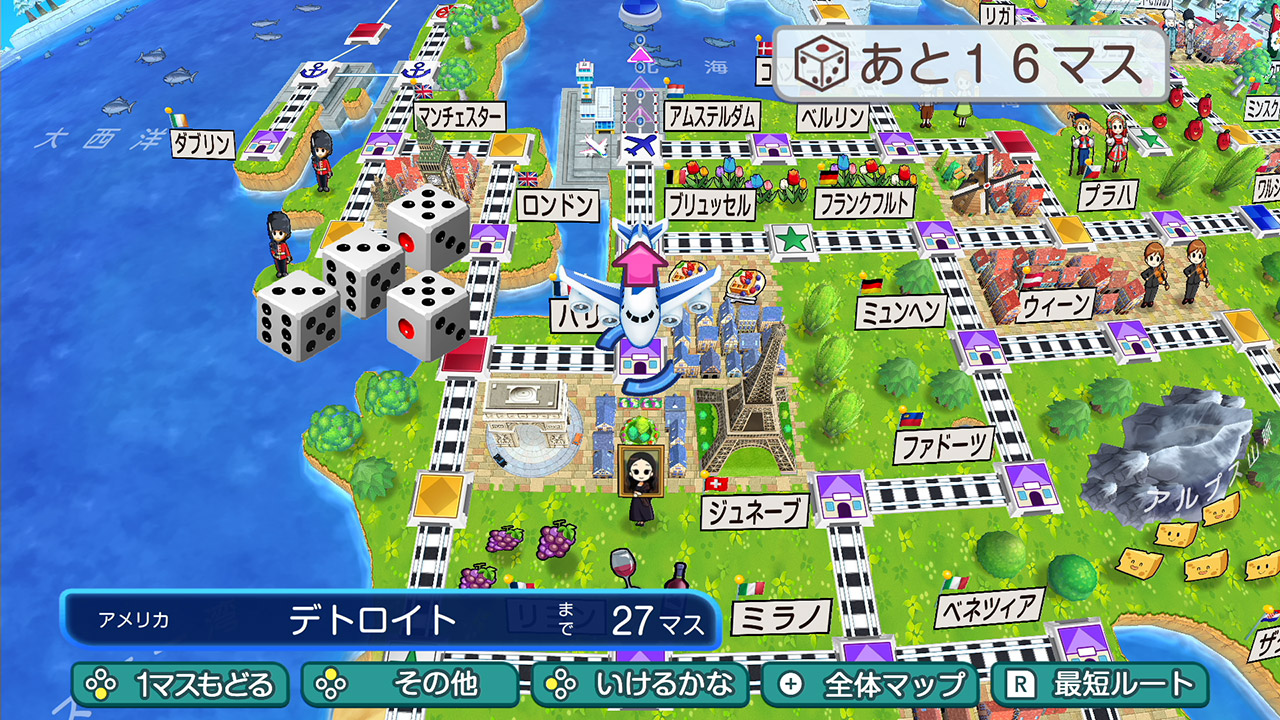 リガ
あと16マス
北海
大西洋
ダブリン
マンチェスター
アムステルダム
ベルリン
ロンドン
ブリュッセル
フランクフルト
プラハ
パリ
ミュンヘン
ウィーン
ファドーツ
ジュネーブ
アルプス
ミラノ
ベネツィア
アメリカ デトロイト まで 27マス
1マスもどる
その他
いけるかな
全体マップ
R 最短ルート